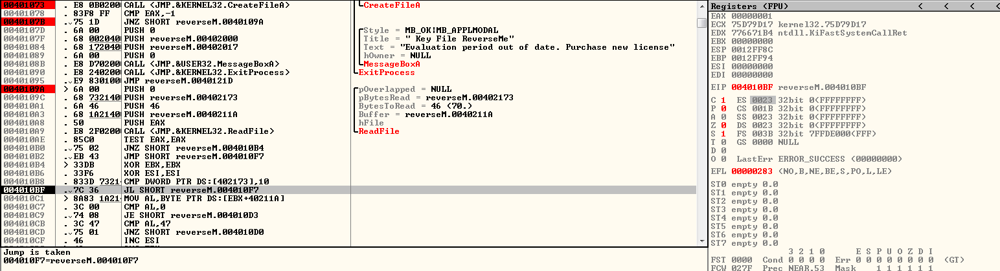 00401073 . E8 0B0200 CALL <JMP.&KERNEL32.CreateFileA> CreateFileA
00401078 . 83F8 FF CMP EAX,-1
0040107B .v75 1D JNZ SHORT reverseM.0040109A
0040107D . 6A 00 PUSH 0 Style = MB_OK|MB_APPLMODAL
0040107F . 68 002040 PUSH reverseM.00402000 Title = " Key File ReverseMe"
00401084 . 68 172040 PUSH reverseM.00402017 Text = "Evaluation period out of date. Purchase new license"
00401089 . 6A 00 PUSH 0 hOwner = NULL
0040108B . E8 D70200 CALL <JMP.&USER32.MessageBoxA> MessageBoxA
00401090 . E8 240200 CALL <JMP.&KERNEL32.ExitProcess> ExitProcess
00401095 .vE9 830100 JMP reverseM.0040121D
0040109A > 6A 00 PUSH 0 pOverlapped = NULL
0040109C . 68 732140 PUSH reverseM.00402173 pBytesRead = reverseM.00402173
004010A1 . 6A 46 PUSH 46 BytesToRead = 46 (70.)
004010A3 . 68 1A2140 PUSH reverseM.0040211A Buffer = reverseM.0040211A
004010A8 . 50 PUSH EAX hFile
004010A9 . E8 2F0200 CALL <JMP.&KERNEL32.ReadFile> ReadFile
004010AE . 85C0 TEST EAX,EAX
004010B0 .v75 02 JNZ SHORT reverseM.004010B4
004010B2 .vEB 43 JMP SHORT reverseM.004010F7
004010B4 > 33DB XOR EBX,EBX
004010B6 . 33F6 XOR ESI,ESI
004010B8 . 833D 7321 CMP DWORD PTR DS:[402173],10
004010BF .v7C 36 JL SHORT reverseM.004010F7
004010C1 > 8A83 1A21 MOV AL,BYTE PTR DS:[EBX+40211A]
004010C7 . 3C 00 CMP AL,0
004010C9 .v74 08 JE SHORT reverseM.004010D3
004010CB . 3C 47 CMP AL,47
004010CD .v75 01 JNZ SHORT reverseM.004010D0
004010CF . 46 INC ESI
Jump is taken
004010F7=reverseM.004010F7
Registers (FPU) < < < <
EAX 00000001
ECX 75D79D17 kernel32.75D79D17
EDX 776671B4 ntdll.KiFastSystemCallRet
EBX 00000000
ESP 0012FF8C
EBP 0012FF94
ESI 00000000
EDI 00000000
EIP 004010BF reverseM.004010BF
C 1 ES 0023 32bit 0(FFFFFFFF)
P 0 CS 001B 32bit 0(FFFFFFFF)
A 0 SS 0023 32bit 0(FFFFFFFF)
Z 0 DS 0023 32bit 0(FFFFFFFF)
S 1 FS 003B 32bit 7FFDE000(FFF)
T 0 GS 0000 NULL
D 0
O 0 LastErr ERROR_SUCCESS (00000000)
EFL 00000283 (NO,B,NE,BE,S,PO,L,LE)
ST0 empty 0.0
ST1 empty 0.0
ST2 empty 0.0
ST3 empty 0.0
ST4 empty 0.0
ST5 empty 0.0
ST6 empty 0.0
ST7 empty 0.0
3 2 1 0 E S P U O Z D I
FST 0000 Cond 0 0 0 0 Err 0 0 0 0 0 0 0 0 (GT)
FCW 027F Prec NEAR,53 Mask 1 1 1 1 1 1